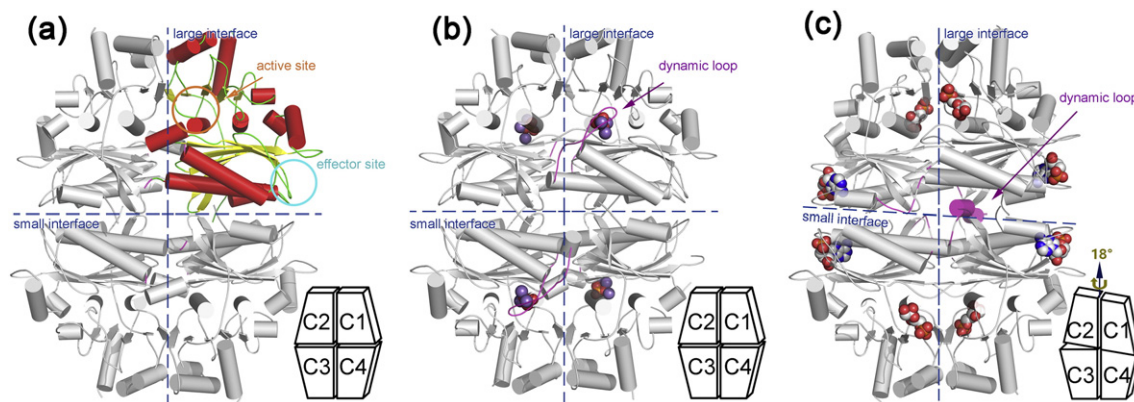 (a)
large interface
active site
effector site
small interface
C2 C1
C3 C4
(b)
large interface
dynamic loop
small interface
C2 C1
C3 C4
(c)
large interface
dynamic loop
small interface
18°
C2 C1
C3 C4